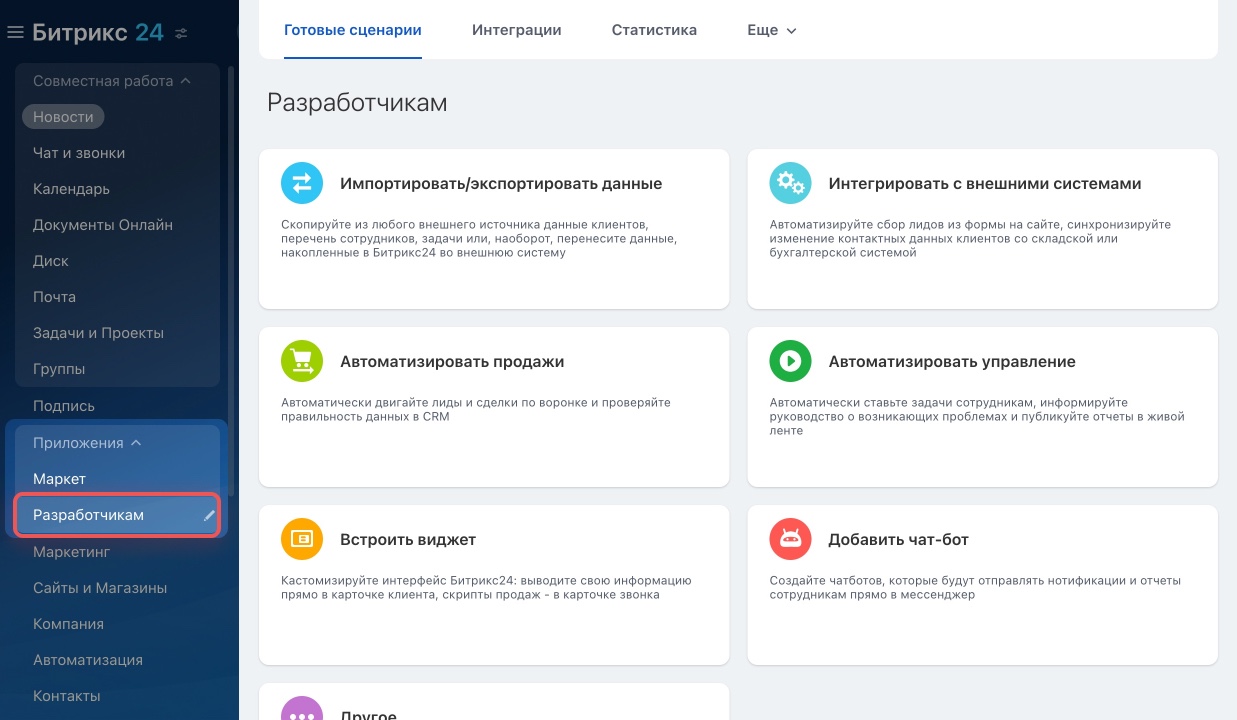 Битрикс 24
Совместная работа
Новости
Чат и звонки
Календарь
Документы Онлайн
Диск
Почта
Задачи и Проекты
Группы
Подпись
Приложения
Маркет
Разработчикам
Маркетинг
Сайты и Магазины
Компания
Автоматизация
Контакты
Готовые сценарии
Интеграции
Статистика
Еще
Разработчикам
Импортировать/экспортировать данные
Скопируйте из любого внешнего источника данные клиентов,
перечень сотрудников, задачи или, наоборот, перенесите данные,
накопленные в Битрикс24 во внешнюю систему
Интегрировать с внешними системами
Автоматизируйте сбор лидов из формы на сайте, синхронизируйте
изменение контактных данных клиентов со складской или
бухгалтерской системой
Автоматизировать продажи
Автоматически двигайте лиды и сделки по воронке и проверяйте
правильность данных в CRM
Автоматизировать управление
Автоматически ставьте задачи сотрудникам, информируйте
руководство о возникающих проблемах и публикуйте отчеты в живой
ленте
Встроить виджет
Кастомизируйте интерфейс Битрикс24: выводите свою информацию
прямо в карточке клиента, скрипты продаж - в карточке звонка
Добавить чат-бот
Создайте чатботов, которые будут отправлять нотификации и отчеты
сотрудникам прямо в мессенджер
Другое